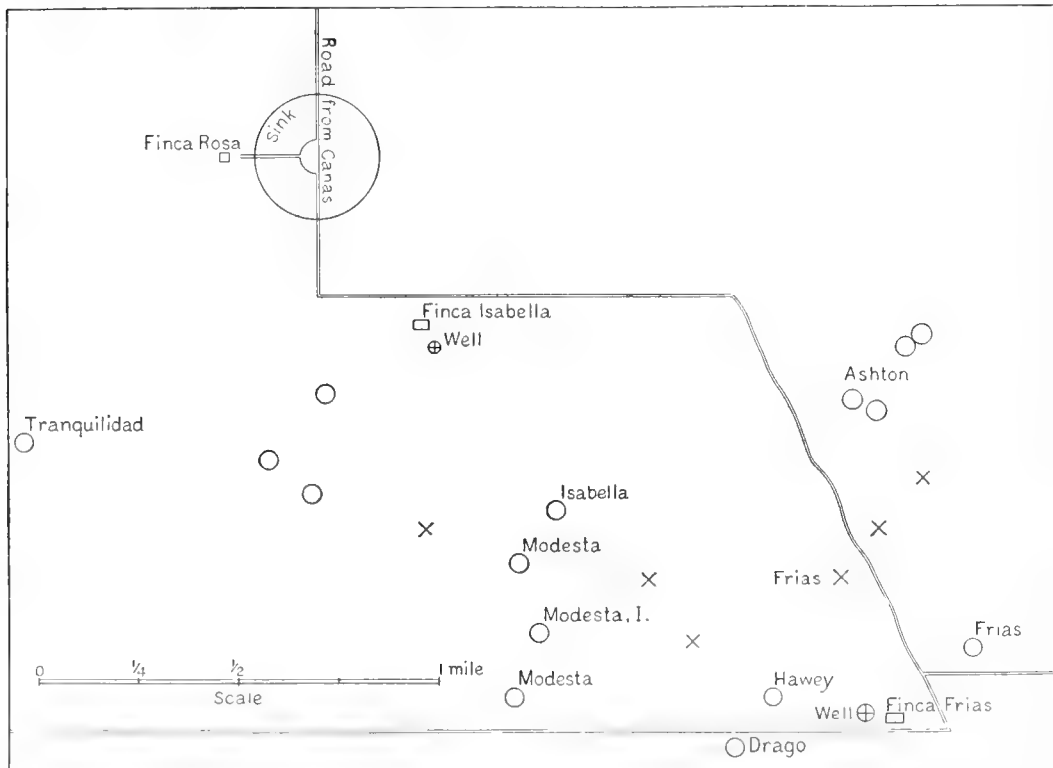 Road from Canas
sink
Finca Rosa
Finca Isabella
Well
Ashton
Tranquilidad
Isabella
Modesta
Frias
Modesta, I.
Frias
0 ¼ ½ 1 mile
Scale
Modesta
Hawey
Well
Finca Frias
Drago